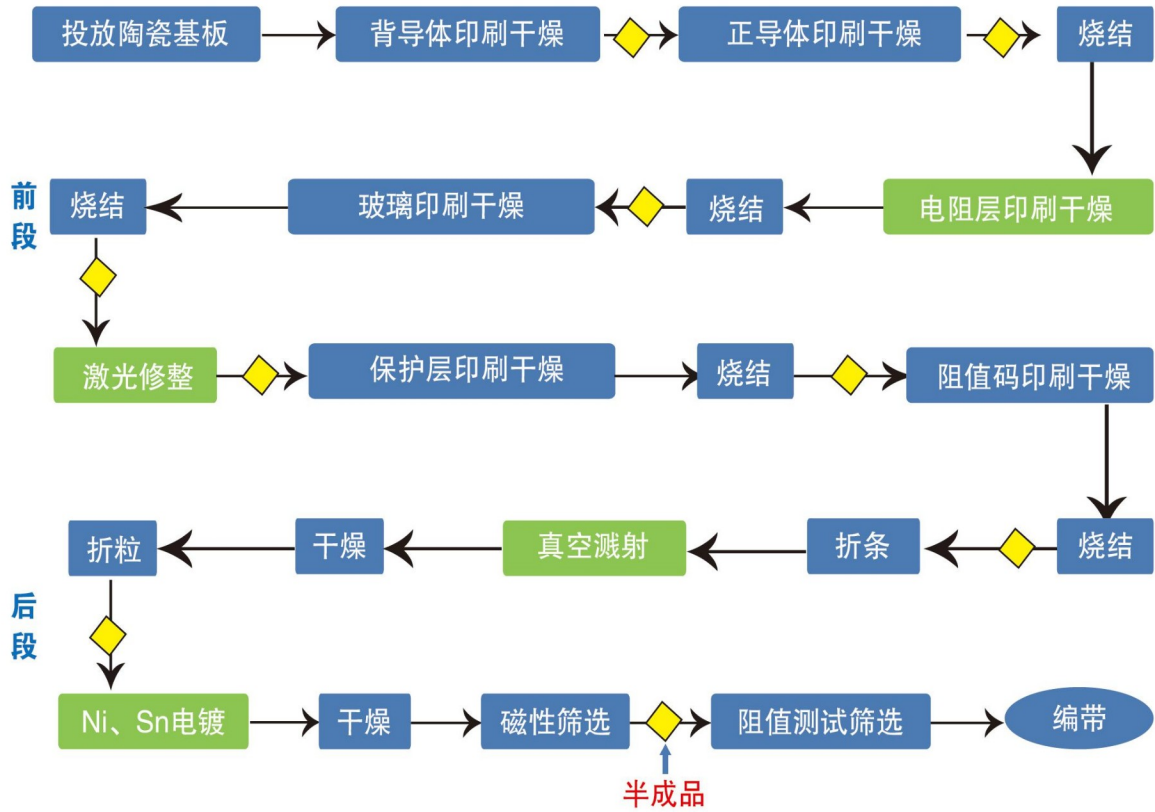 投放陶瓷基板
背导体印刷干燥
正导体印刷干燥
烧结
前段
烧结
玻璃印刷干燥
烧结
电阻层印刷干燥
激光修整
保护层印刷干燥
烧结
阻值码印刷干燥
折粒
干燥
真空溅射
折条
烧结
后段
Ni、Sn电镀
干燥
磁性筛选
阻值测试筛选
编带
半成品